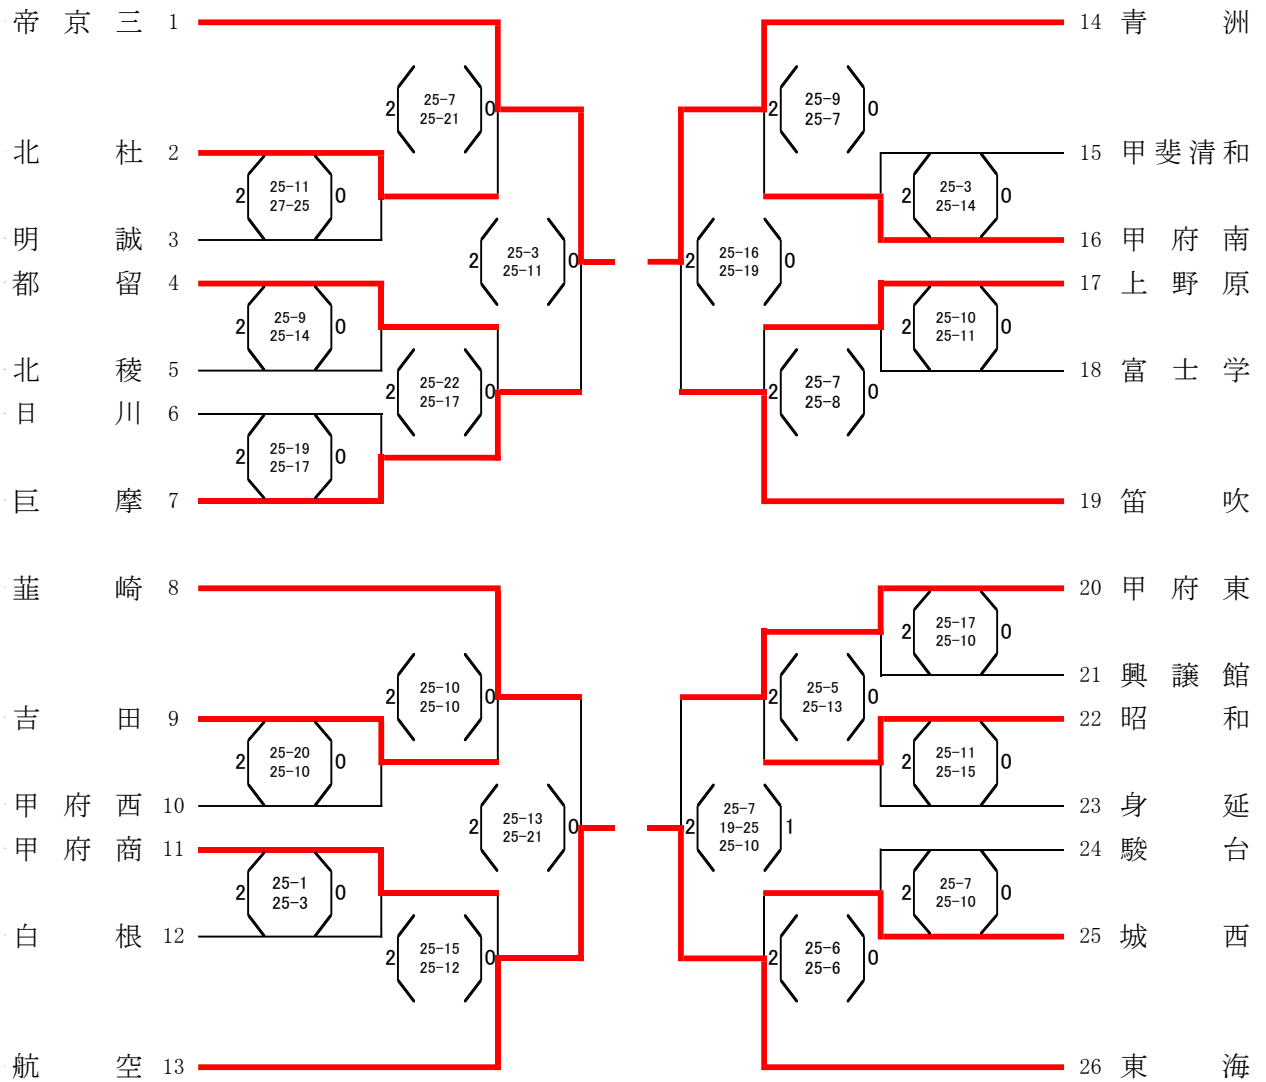 帝京三 1
25-7
2 0
25-21
北杜 2
25-11
2 0
27-25
明誠 3
25-3
2 0
25-11
都留 4
25-9
2 0
25-14
北稜 5
25-22
2 0
25-17
日川 6
25-19
2 0
25-17
巨摩 7
韮崎 8
25-10
2 0
25-10
吉田 9
25-20
2 0
25-10
甲府西 10
25-13
2 0
25-21
甲府商 11
25-1
2 0
25-3
白根 12
25-15
2 0
25-12
航空 13
14 青洲
25-9
2 0
25-7
15 甲斐清和
25-3
2 0
25-14
16 甲府南
25-16
2 0
25-19
17 上野原
25-10
2 0
25-11
18 富士学
25-7
2 0
25-8
19 笛吹
20 甲府東
25-17
2 0
25-10
21 興譲館
25-5
2 0
25-13
22 昭和
25-11
2 0
25-15
23 身延
25-7
2 19-25 1
25-10
24 駿台
25-7
2 0
25-10
25 城西
25-6
2 0
25-6
26 東海